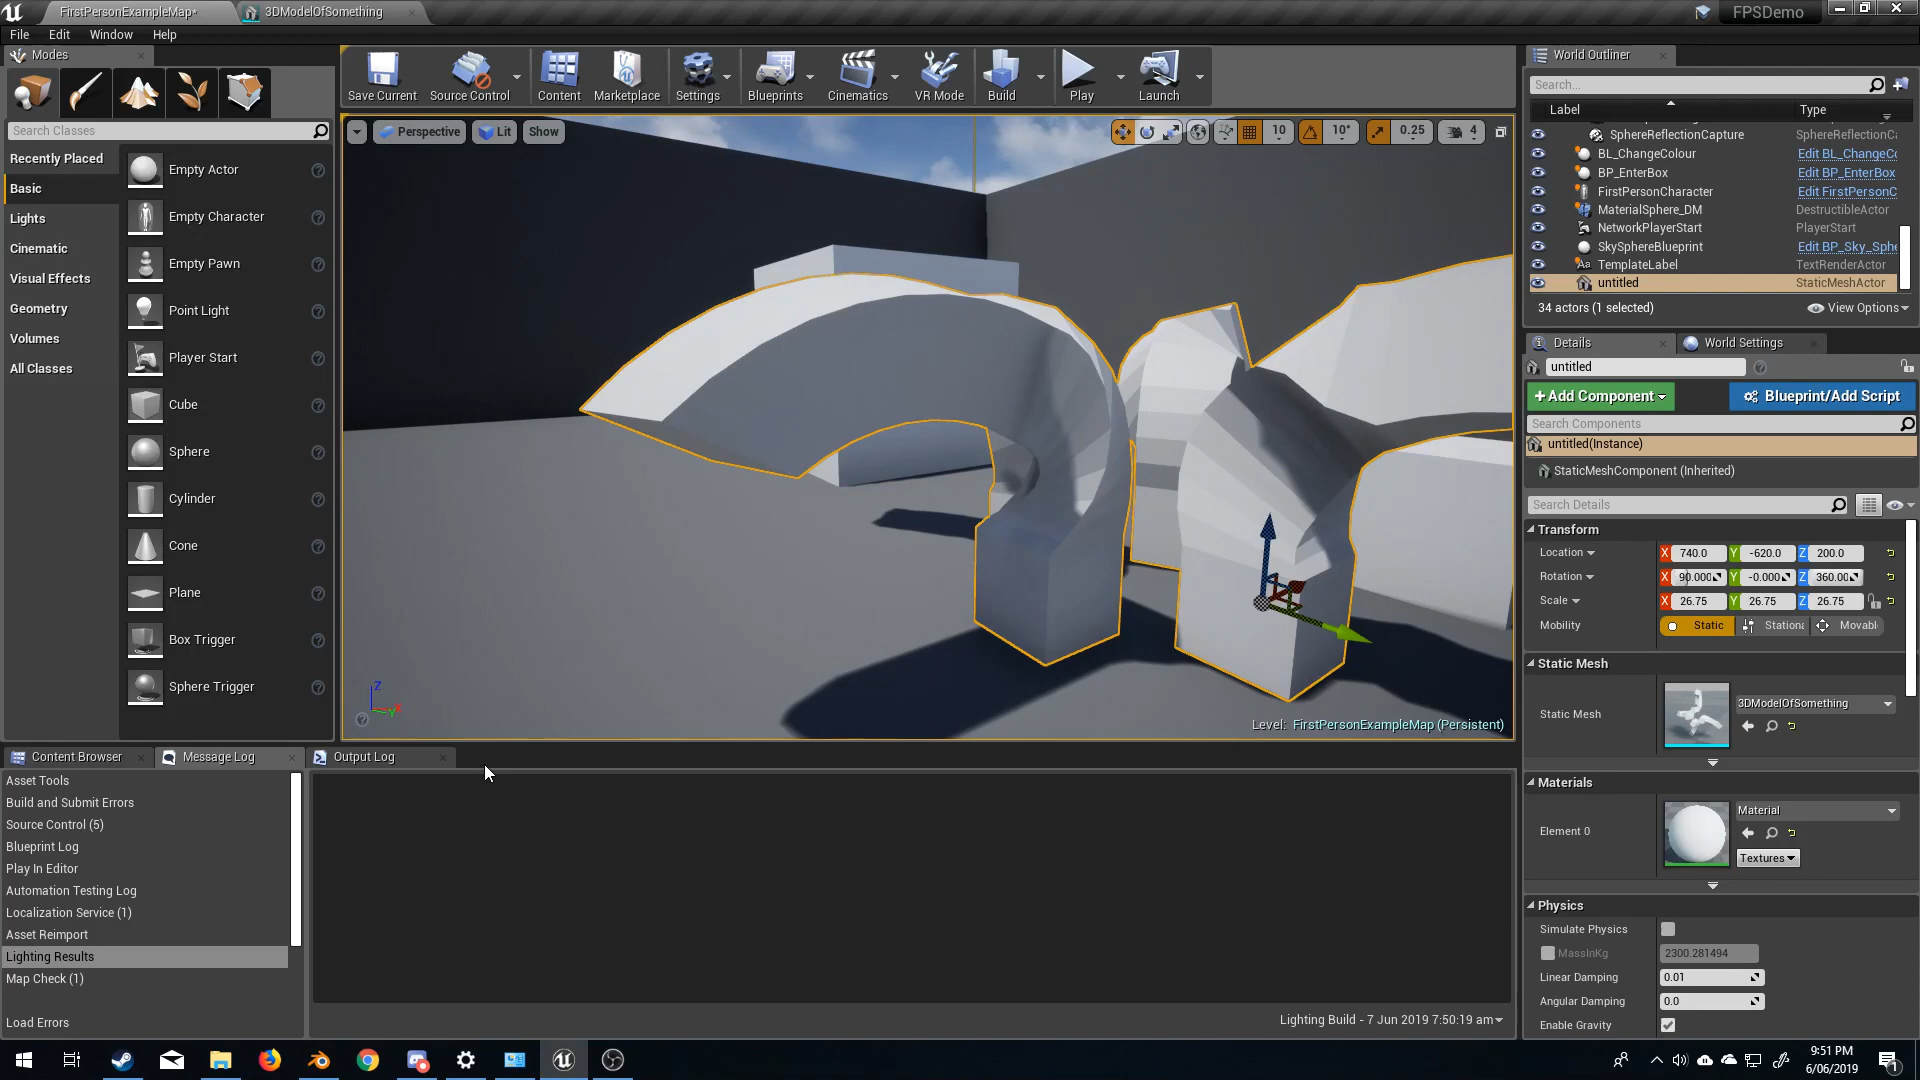 FirstPersonExampleMap*
3DModelOfSomething
FPSDemo
File Edit Window Help
Modes
Save Current
Source Control
Content
Marketplace
Settings
Blueprints
Cinematics
VR Mode
Build
Play
Launch
Search Classes
Recently Placed
Basic
Lights
Cinematic
Visual Effects
Geometry
Volumes
All Classes
Empty Actor
Empty Character
Empty Pawn
Point Light
Player Start
Cube
Sphere
Cylinder
Cone
Plane
Box Trigger
Sphere Trigger
Perspective
Lit
Show
10
10°
0.25
4
Z
Y
Level: FirstPersonExampleMap (Persistent)
World Outliner
Search...
Label Type
SphereReflectionCapture SphereReflectionCa
BL_ChangeColour Edit BL_ChangeCo
BP_EnterBox Edit BP_EnterBox
FirstPersonCharacter Edit FirstPersonC
MaterialSphere_DM DestructibleActor
NetworkPlayerStart PlayerStart
SkySphereBlueprint Edit BP_Sky_Sphe
TemplateLabel TextRenderActor
untitled StaticMeshActor
34 actors (1 selected)
View Options
Details
World Settings
untitled
+Add Component
Blueprint/Add Script
Search Components
untitled(Instance)
StaticMeshComponent (Inherited)
Search Details
Transform
Location X 740.0 Y -620.0 Z 200.0
Rotation X 90.000 Y -0.000 Z 360.00
Scale X 26.75 Y 26.75 Z 26.75
Mobility Static Stationa Movabl
Static Mesh
Static Mesh 3DModelOfSomething
Materials
Element 0 Material
Textures
Physics
Simulate Physics
MassInKg 2300.281494
Linear Damping 0.01
Angular Damping 0.0
Enable Gravity
Content Browser
Message Log
Output Log
Asset Tools
Build and Submit Errors
Source Control (5)
Blueprint Log
Play In Editor
Automation Testing Log
Localization Service (1)
Asset Reimport
Lighting Results
Map Check (1)
Load Errors
Lighting Build - 7 Jun 2019 7:50:19 am
9:51 PM
6/06/2019
1